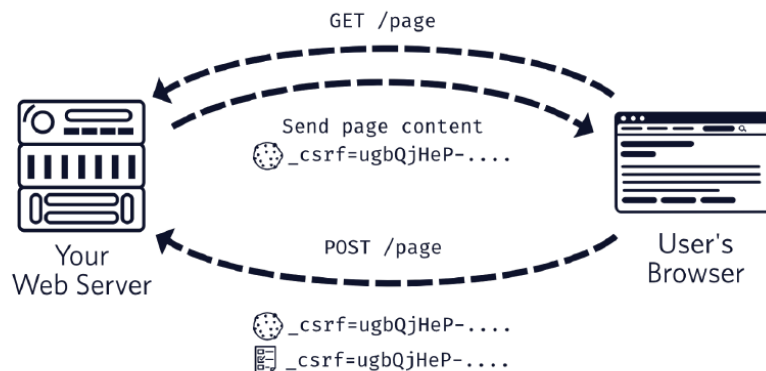 GET /page
Send page content
_csrf=ugbQjHeP-....
Your
Web Server
POST /page
User's
Browser
_csrf=ugbQjHeP-....
_csrf=ugbQjHeP-....